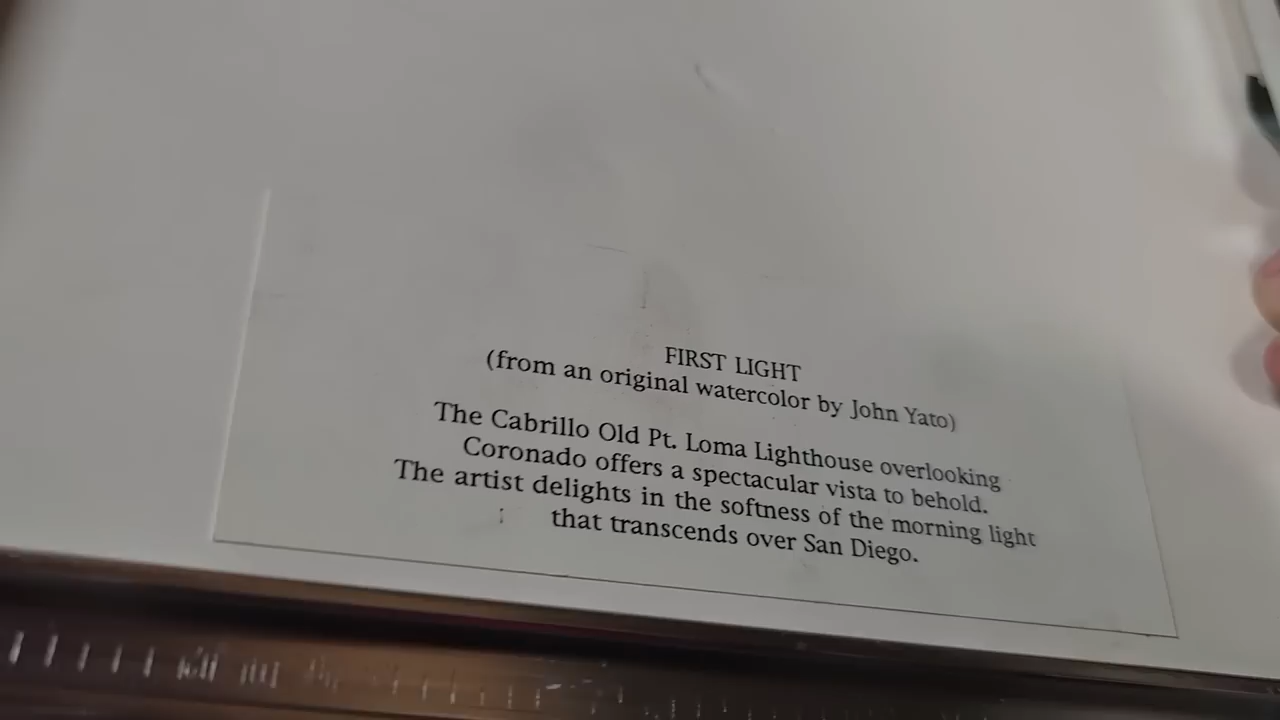 FIRST LIGHT
(from an original watercolor by John Yato)
The Cabrillo Old Pt. Loma Lighthouse overlooking
Coronado offers a spectacular vista to behold.
The artist delights in the softness of the morning light
that transcends over San Diego.